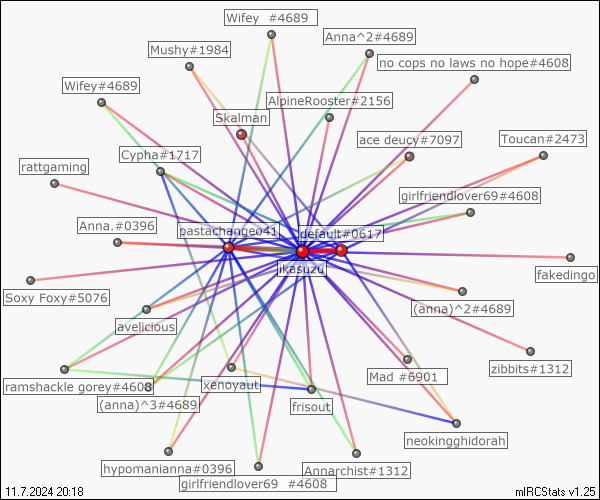 Wifey  #4689
Anna^2#4689
Mushy#1984
no cops no laws no hope#4608
Wifey#4689
AlpineRooster#2156
Skalman
ace deucy#7097
Toucan#2473
Cypha#1717
rattgaming
girlfriendlover69#4608
Anna.#0396
pastachangeo41
default#0617
ikasuzu
fakedingo
Soxy Foxy#5076
(anna)^2#4689
avelicious
zibbits#1312
Mad #6901
ramshackle gorey#4608
xenoyaut
(anna)^3#4689
frisout
neokingghidorah
hypomanianna#0396
Annarchist#1312
girlfriendlover69  #4608
11.7.2024 20:18
mIRCStats v1.25